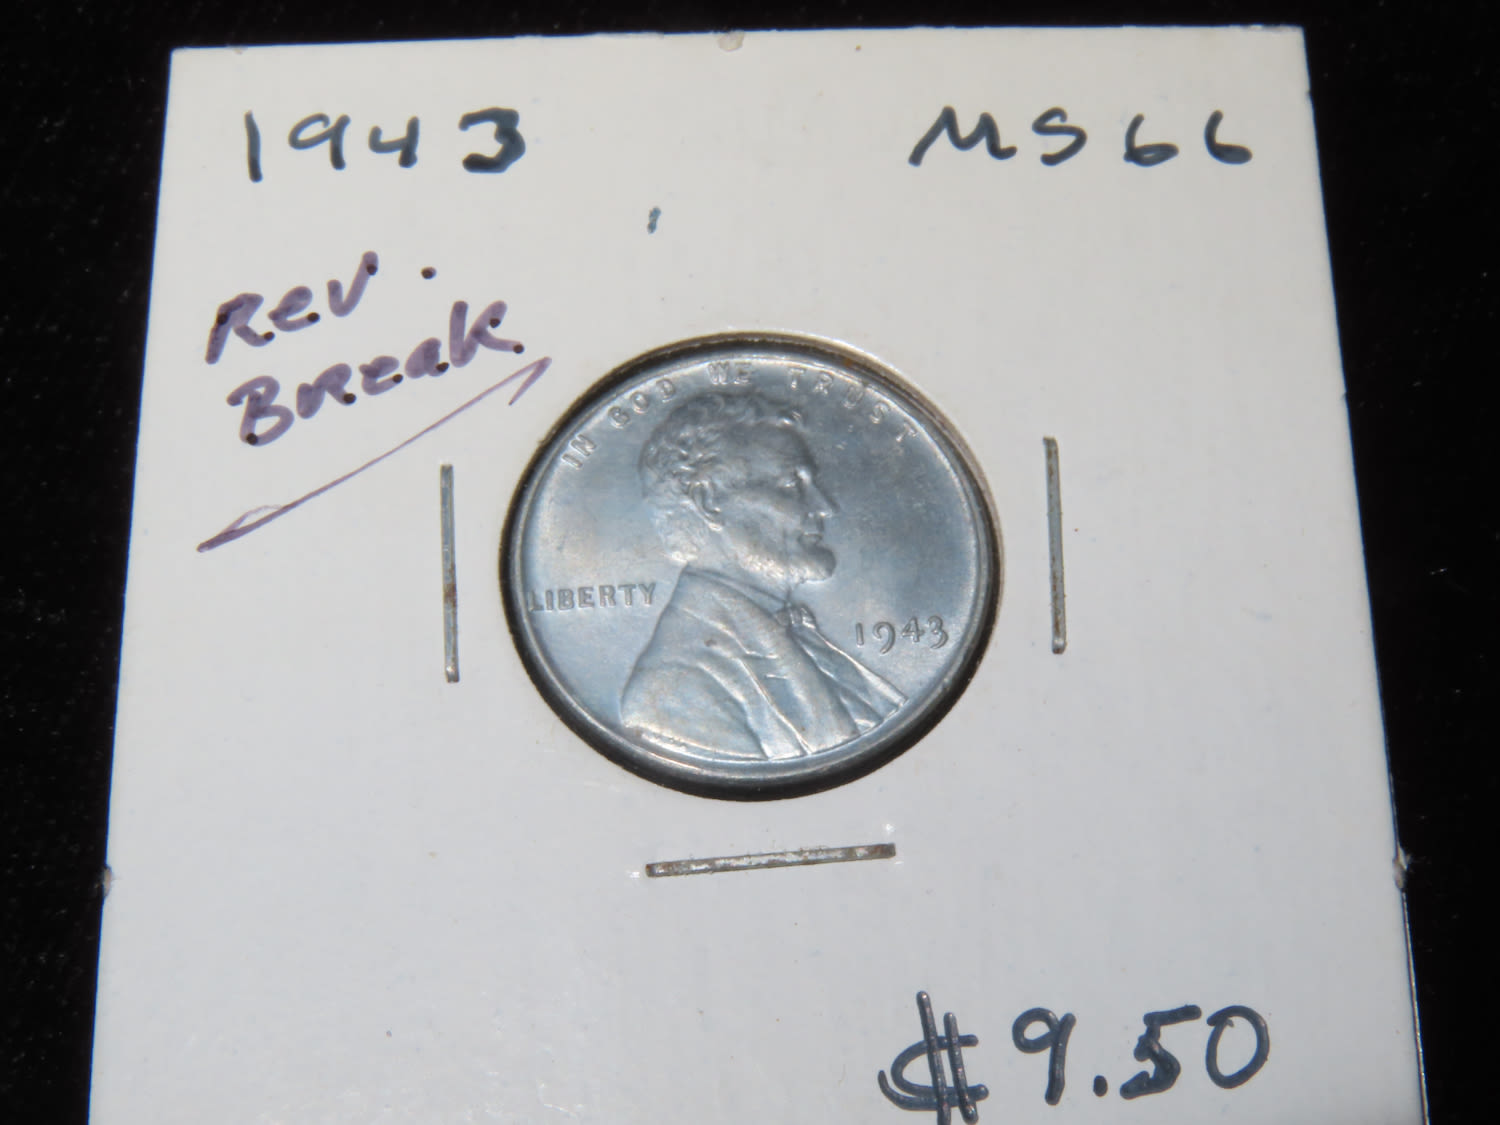 1943 MS66
Rev.
Break
IN GOD WE TRUST
LIBERTY
1943
$9.50